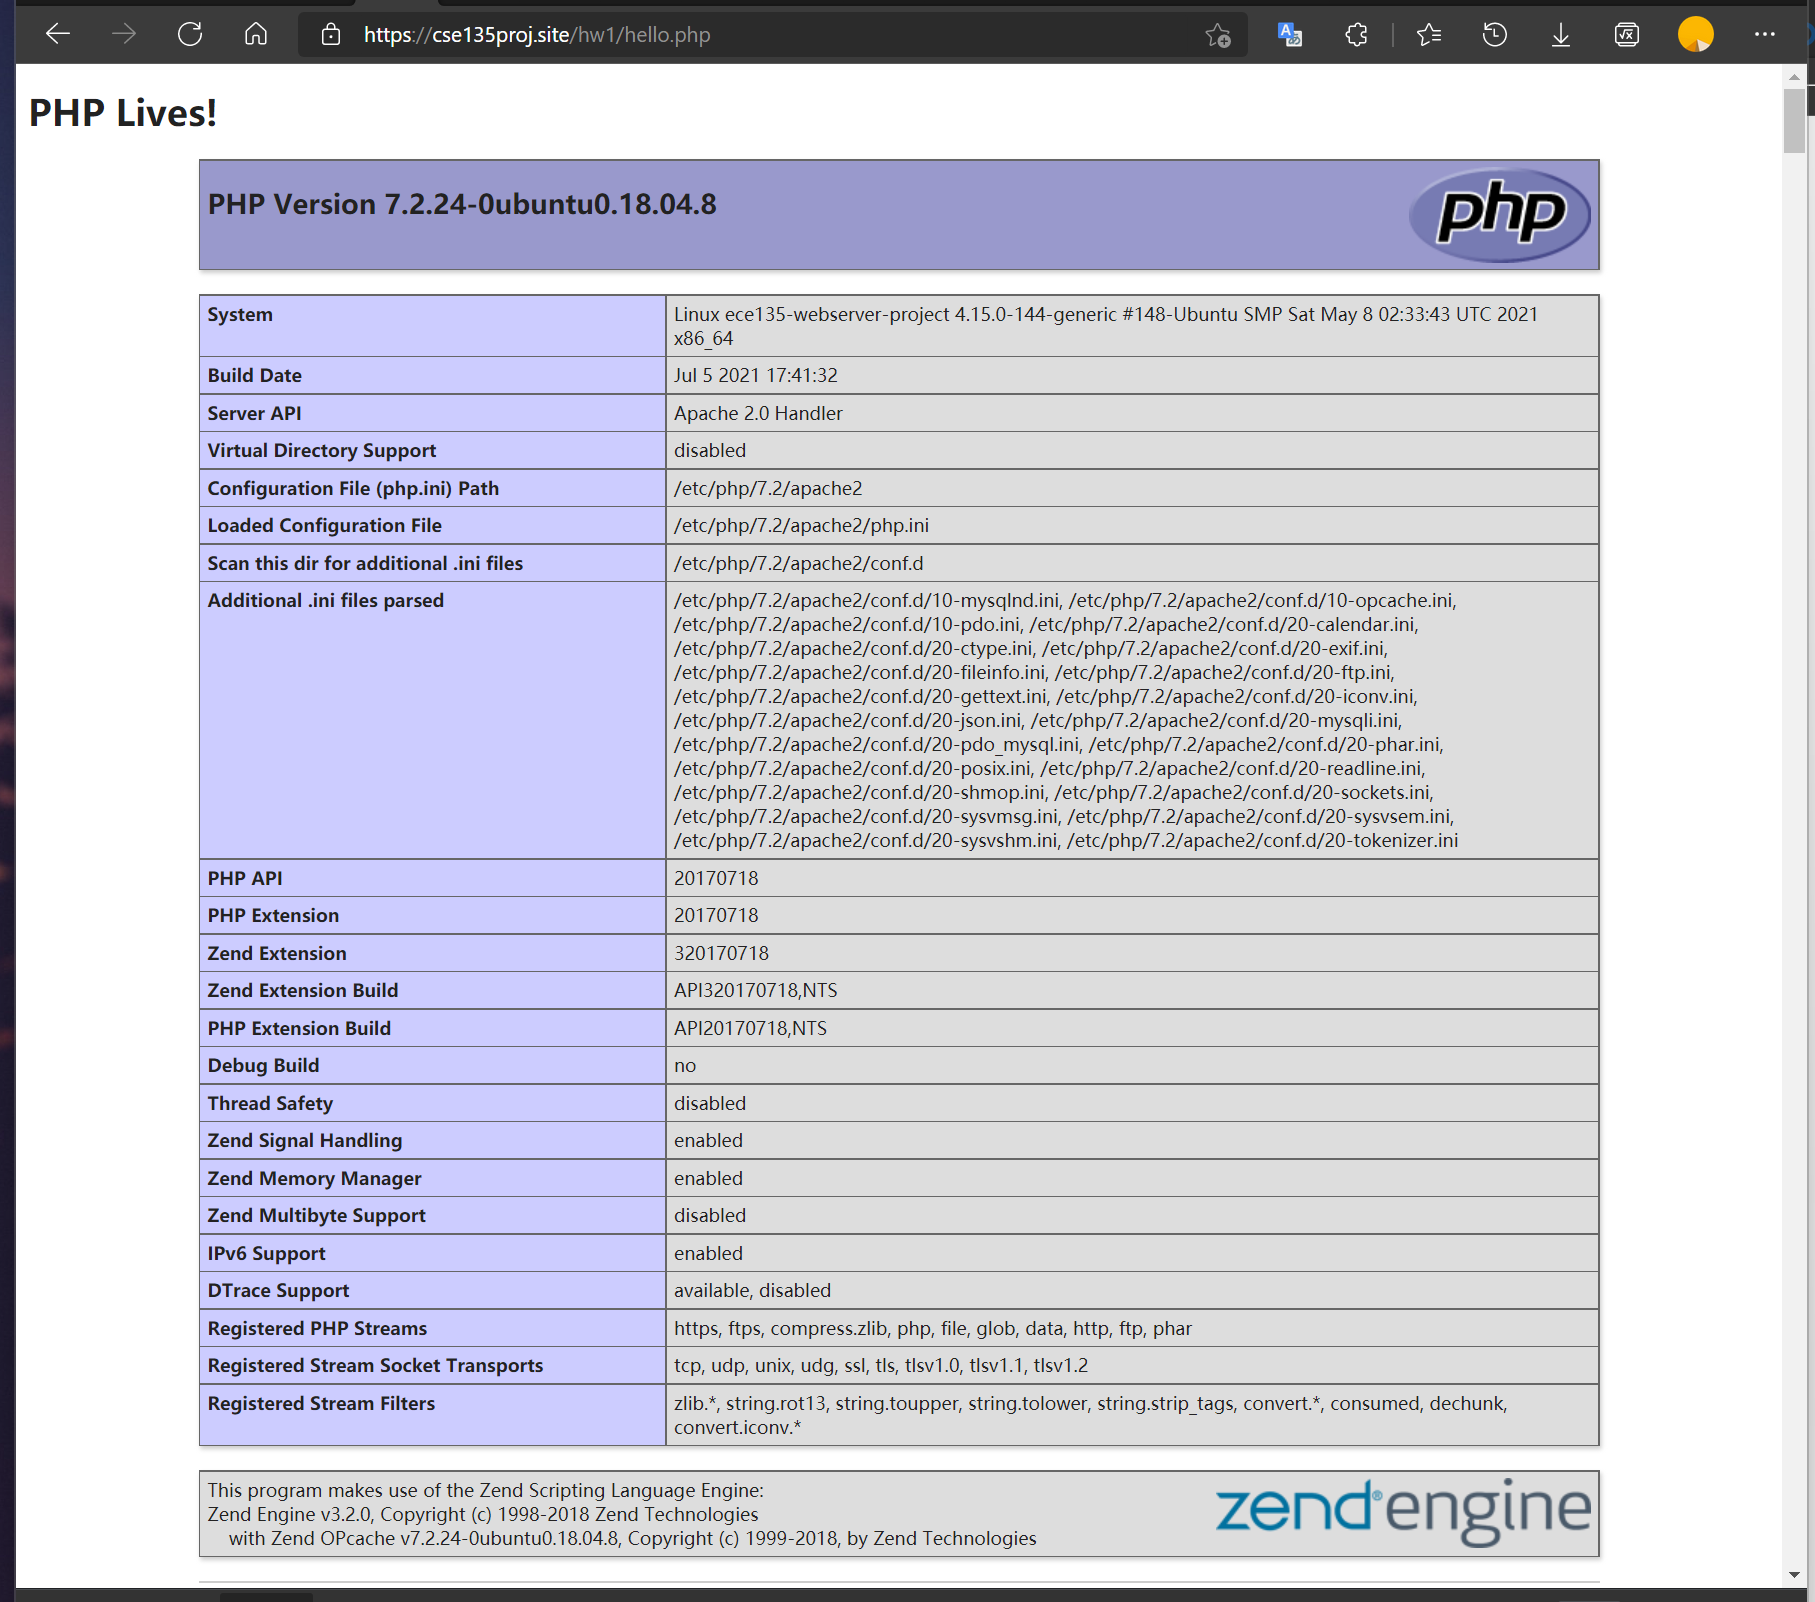 https://cse135proj.site/hw1/hello.php
PHP Lives!
PHP Version 7.2.24-0ubuntu0.18.04.8
php
System Linux ece135-webserver-project 4.15.0-144-generic #148-Ubuntu SMP Sat May 8 02:33:43 UTC 2021
x86_64
Build Date Jul 5 2021 17:41:32
Server API Apache 2.0 Handler
Virtual Directory Support disabled
Configuration File (php.ini) Path /etc/php/7.2/apache2
Loaded Configuration File /etc/php/7.2/apache2/php.ini
Scan this dir for additional .ini files /etc/php/7.2/apache2/conf.d
Additional .ini files parsed /etc/php/7.2/apache2/conf.d/10-mysqlnd.ini, /etc/php/7.2/apache2/conf.d/10-opcache.ini,
/etc/php/7.2/apache2/conf.d/10-pdo.ini, /etc/php/7.2/apache2/conf.d/20-calendar.ini,
/etc/php/7.2/apache2/conf.d/20-ctype.ini, /etc/php/7.2/apache2/conf.d/20-exif.ini,
/etc/php/7.2/apache2/conf.d/20-fileinfo.ini, /etc/php/7.2/apache2/conf.d/20-ftp.ini,
/etc/php/7.2/apache2/conf.d/20-gettext.ini, /etc/php/7.2/apache2/conf.d/20-iconv.ini,
/etc/php/7.2/apache2/conf.d/20-json.ini, /etc/php/7.2/apache2/conf.d/20-mysqli.ini,
/etc/php/7.2/apache2/conf.d/20-pdo_mysql.ini, /etc/php/7.2/apache2/conf.d/20-phar.ini,
/etc/php/7.2/apache2/conf.d/20-posix.ini, /etc/php/7.2/apache2/conf.d/20-readline.ini,
/etc/php/7.2/apache2/conf.d/20-shmop.ini, /etc/php/7.2/apache2/conf.d/20-sockets.ini,
/etc/php/7.2/apache2/conf.d/20-sysvmsg.ini, /etc/php/7.2/apache2/conf.d/20-sysvsem.ini,
/etc/php/7.2/apache2/conf.d/20-sysvshm.ini, /etc/php/7.2/apache2/conf.d/20-tokenizer.ini
PHP API 20170718
PHP Extension 20170718
Zend Extension 320170718
Zend Extension Build API320170718,NTS
PHP Extension Build API20170718,NTS
Debug Build no
Thread Safety disabled
Zend Signal Handling enabled
Zend Memory Manager enabled
Zend Multibyte Support disabled
IPv6 Support enabled
DTrace Support available, disabled
Registered PHP Streams https, ftps, compress.zlib, php, file, glob, data, http, ftp, phar
Registered Stream Socket Transports tcp, udp, unix, udg, ssl, tls, tlsv1.0, tlsv1.1, tlsv1.2
Registered Stream Filters zlib.*, string.rot13, string.toupper, string.tolower, string.strip_tags, convert.*, consumed, dechunk,
convert.iconv.*
This program makes use of the Zend Scripting Language Engine:
Zend Engine v3.2.0, Copyright (c) 1998-2018 Zend Technologies
with Zend OPcache v7.2.24-0ubuntu0.18.04.8, Copyright (c) 1999-2018, by Zend Technologies
zend® engine